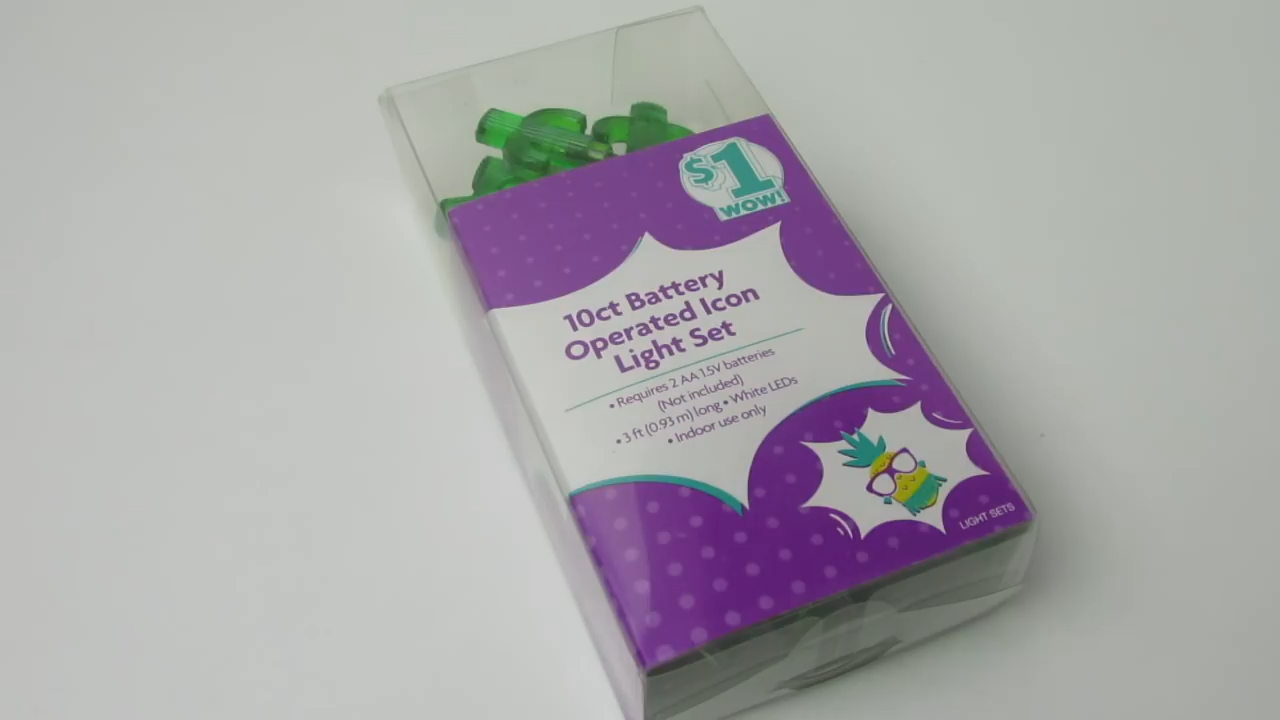 $1
WOW!
10ct Battery
Operated Icon
Light Set
• Requires 2 AA 1.5V batteries
(Not included)
• 3 ft (0.93 m) long • White LEDs
• Indoor use only
LIGHT SETS